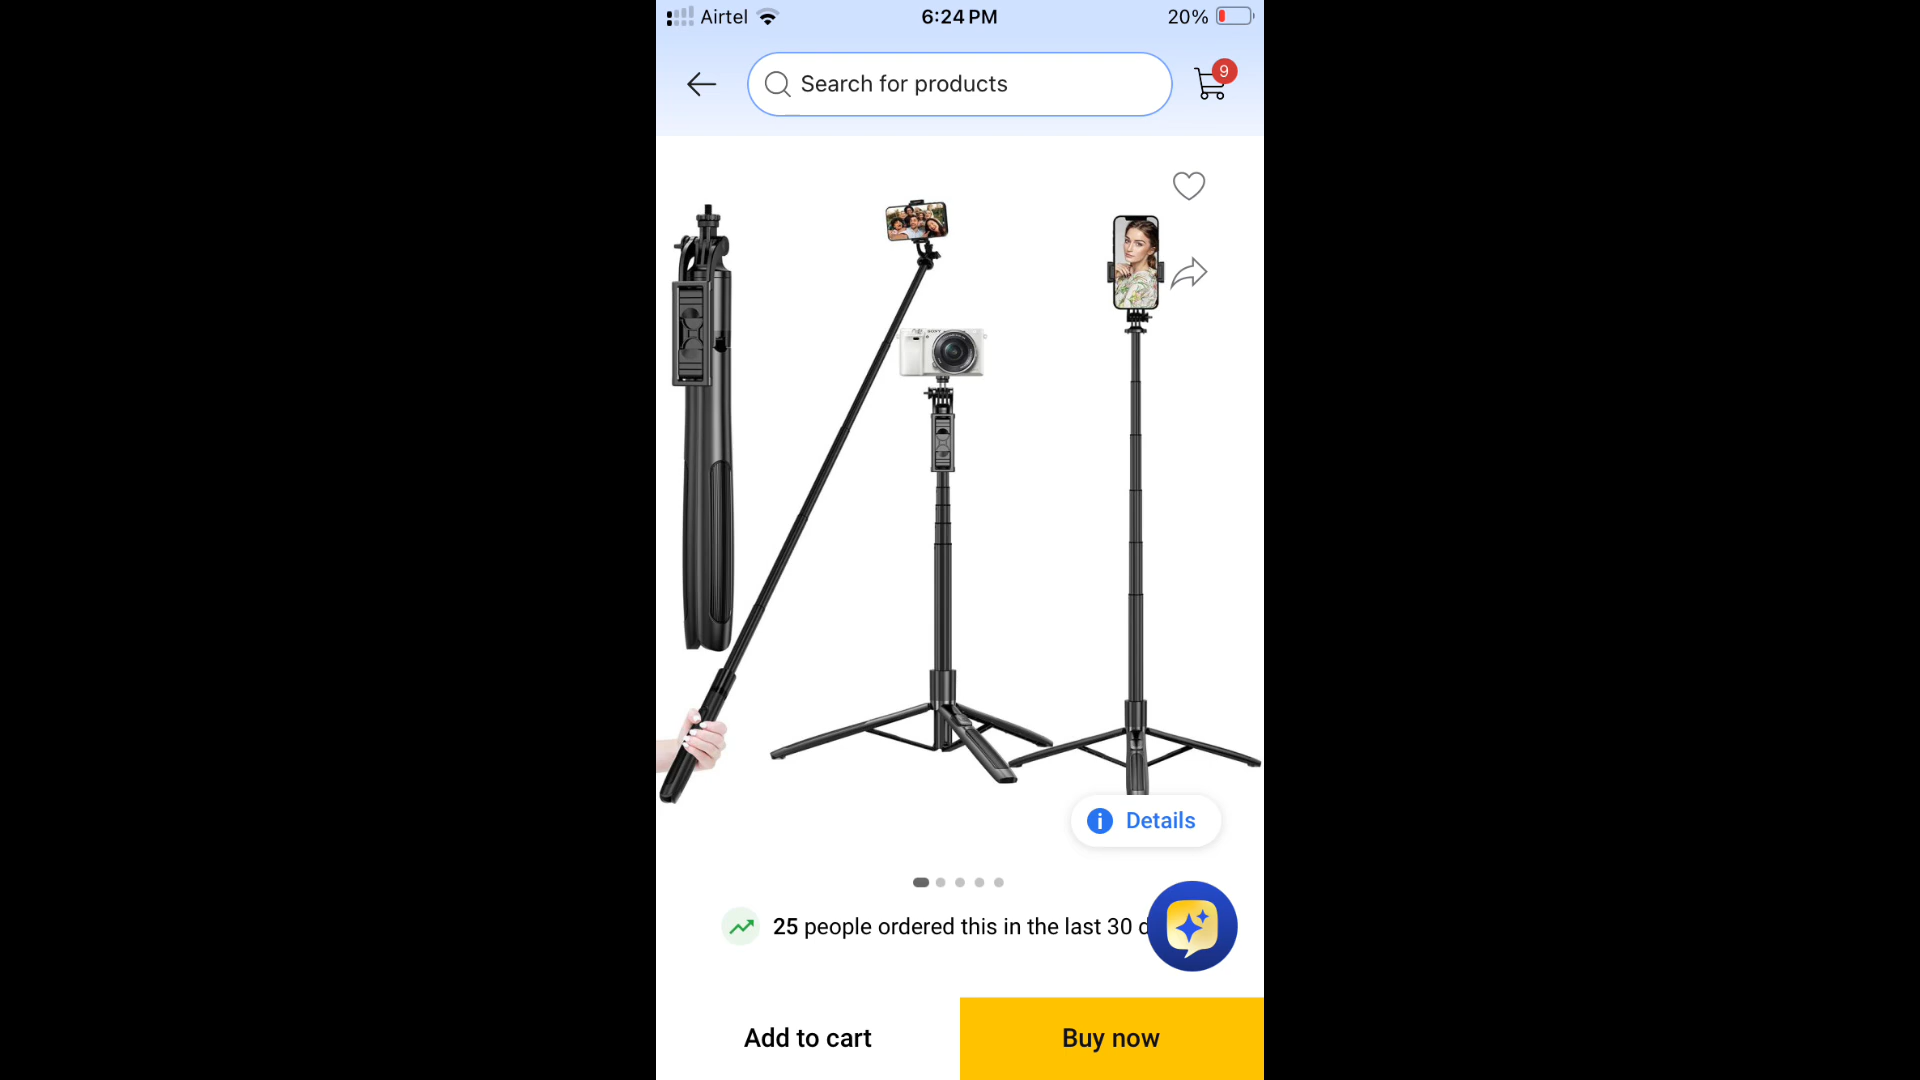 Airtel
6:24 PM
20%
Search for products
9
SONY
Details
25 people ordered this in the last 30
Add to cart
Buy now